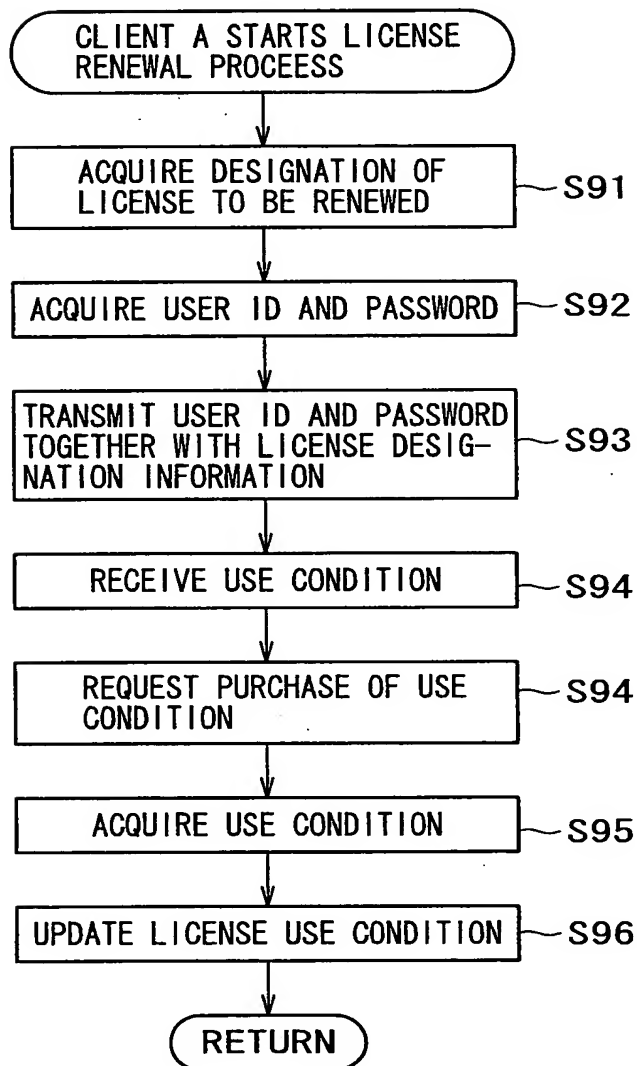 CLIENT A STARTS LICENSE
RENEWAL PROCEESS
ACQUIRE DESIGNATION OF
LICENSE TO BE RENEWED
S91
ACQUIRE USER ID AND PASSWORD
S92
TRANSMIT USER ID AND PASSWORD
TOGETHER WITH LICENSE DESIG-
NATION INFORMATION
S93
RECEIVE USE CONDITION
S94
REQUEST PURCHASE OF USE
CONDITION
S94
ACQUIRE USE CONDITION
S95
UPDATE LICENSE USE CONDITION
S96
RETURN